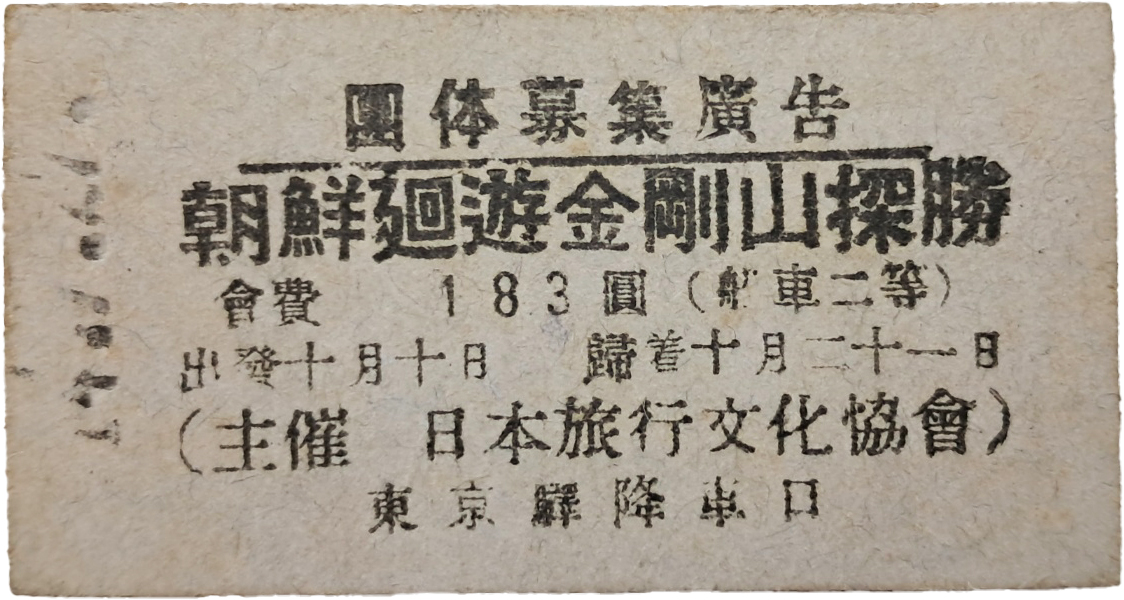 團体募集廣告
朝鮮廻遊金剛山探勝
會費 183圓(船車二等)
出發十月十日 歸着十月二十一日
(主催 日本旅行文化協會)
東京驛降車口